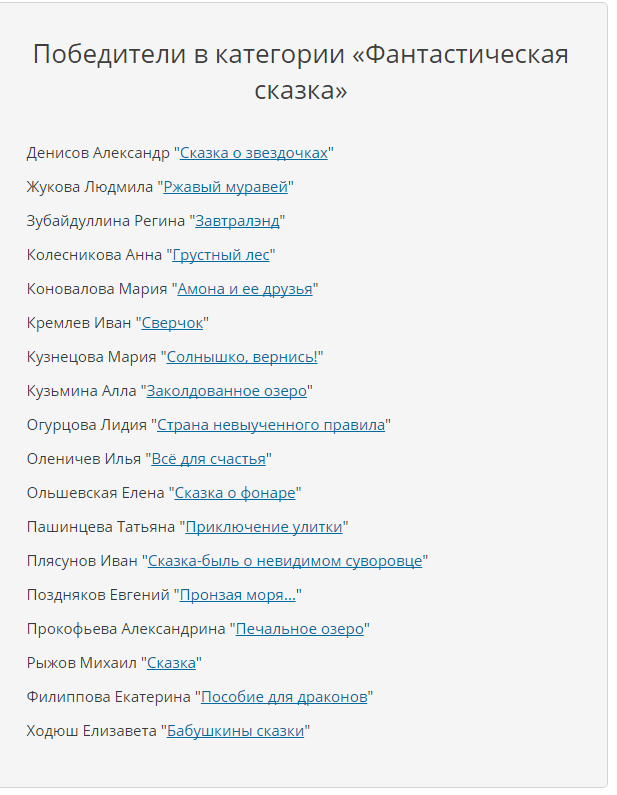 Победители в категории «Фантастическая
сказка»
Денисов Александр "Сказка о звездочках"
Жукова Людмила "Ржавый муравей"
Зубайдуллина Регина "Завтралэнд"
Колесникова Анна "Грустный лес"
Коновалова Мария "Амона и ее друзья"
Кремлев Иван "Сверчок"
Кузнецова Мария "Солнышко, вернись!"
Кузьмина Алла "Заколдованное озеро"
Огурцова Лидия "Страна невыученного правила"
Оленичев Илья "Всё для счастья"
Ольшевская Елена "Сказка о фонаре"
Пашинцева Татьяна "Приключение улитки"
Плясунов Иван "Сказка-быль о невидимом суворовце"
Поздняков Евгений "Пронзая моря..."
Прокофьева Александрина "Печальное озеро"
Рыжов Михаил "Сказка"
Филиппова Екатерина "Пособие для драконов"
Ходюш Елизавета "Бабушкины сказки"